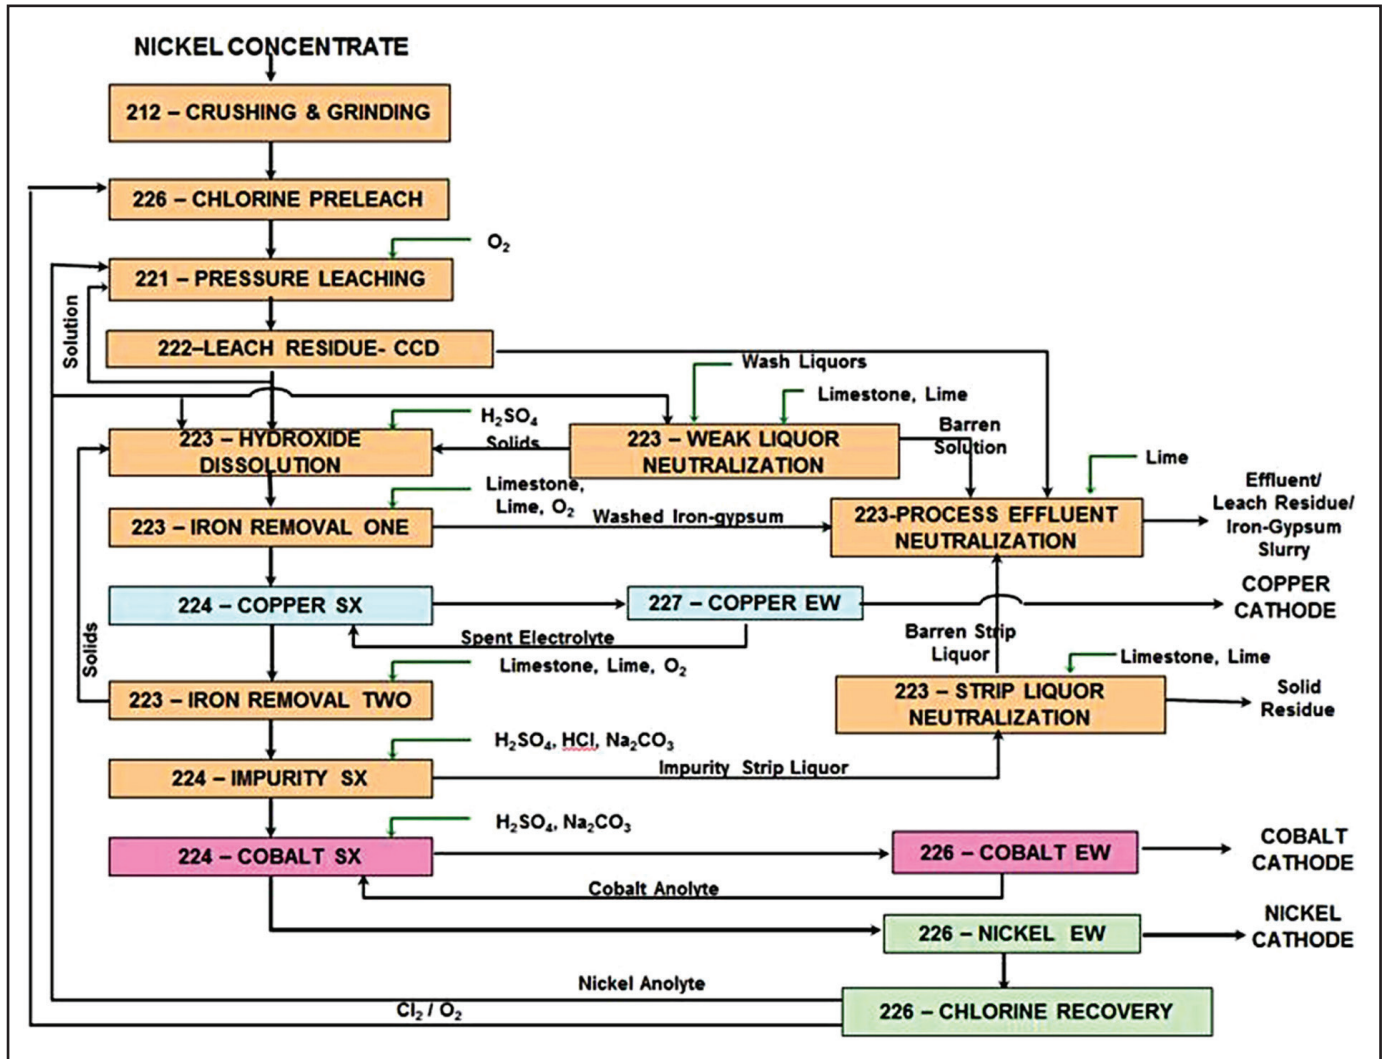 NICKEL CONCENTRATE
212 – CRUSHING & GRINDING
226 – CHLORINE PRELEACH
O₂
221 – PRESSURE LEACHING
Solution
222–LEACH RESIDUE- CCD
Wash Liquors
Limestone, Lime
H₂SO₄
223 – HYDROXIDE
DISSOLUTION
Solids
223 – WEAK LIQUOR
NEUTRALIZATION
Barren
Solution
Lime
Limestone,
Lime, O₂
223 – IRON REMOVAL ONE
Washed Iron-gypsum
223-PROCESS EFFLUENT
NEUTRALIZATION
Effluent/
Leach Residue/
Iron-Gypsum
Slurry
224 – COPPER SX
227 – COPPER EW
COPPER
CATHODE
Spent Electrolyte
Barren Strip
Liquor
Solids
Limestone, Lime, O₂
Limestone, Lime
223 – IRON REMOVAL TWO
223 – STRIP LIQUOR
NEUTRALIZATION
Solid
Residue
H₂SO₄, HCl, Na₂CO₃
224 – IMPURITY SX
Impurity Strip Liquor
H₂SO₄, Na₂CO₃
224 – COBALT SX
226 – COBALT EW
COBALT
CATHODE
Cobalt Anolyte
226 – NICKEL EW
NICKEL
CATHODE
Nickel Anolyte
Cl₂ / O₂
226 – CHLORINE RECOVERY